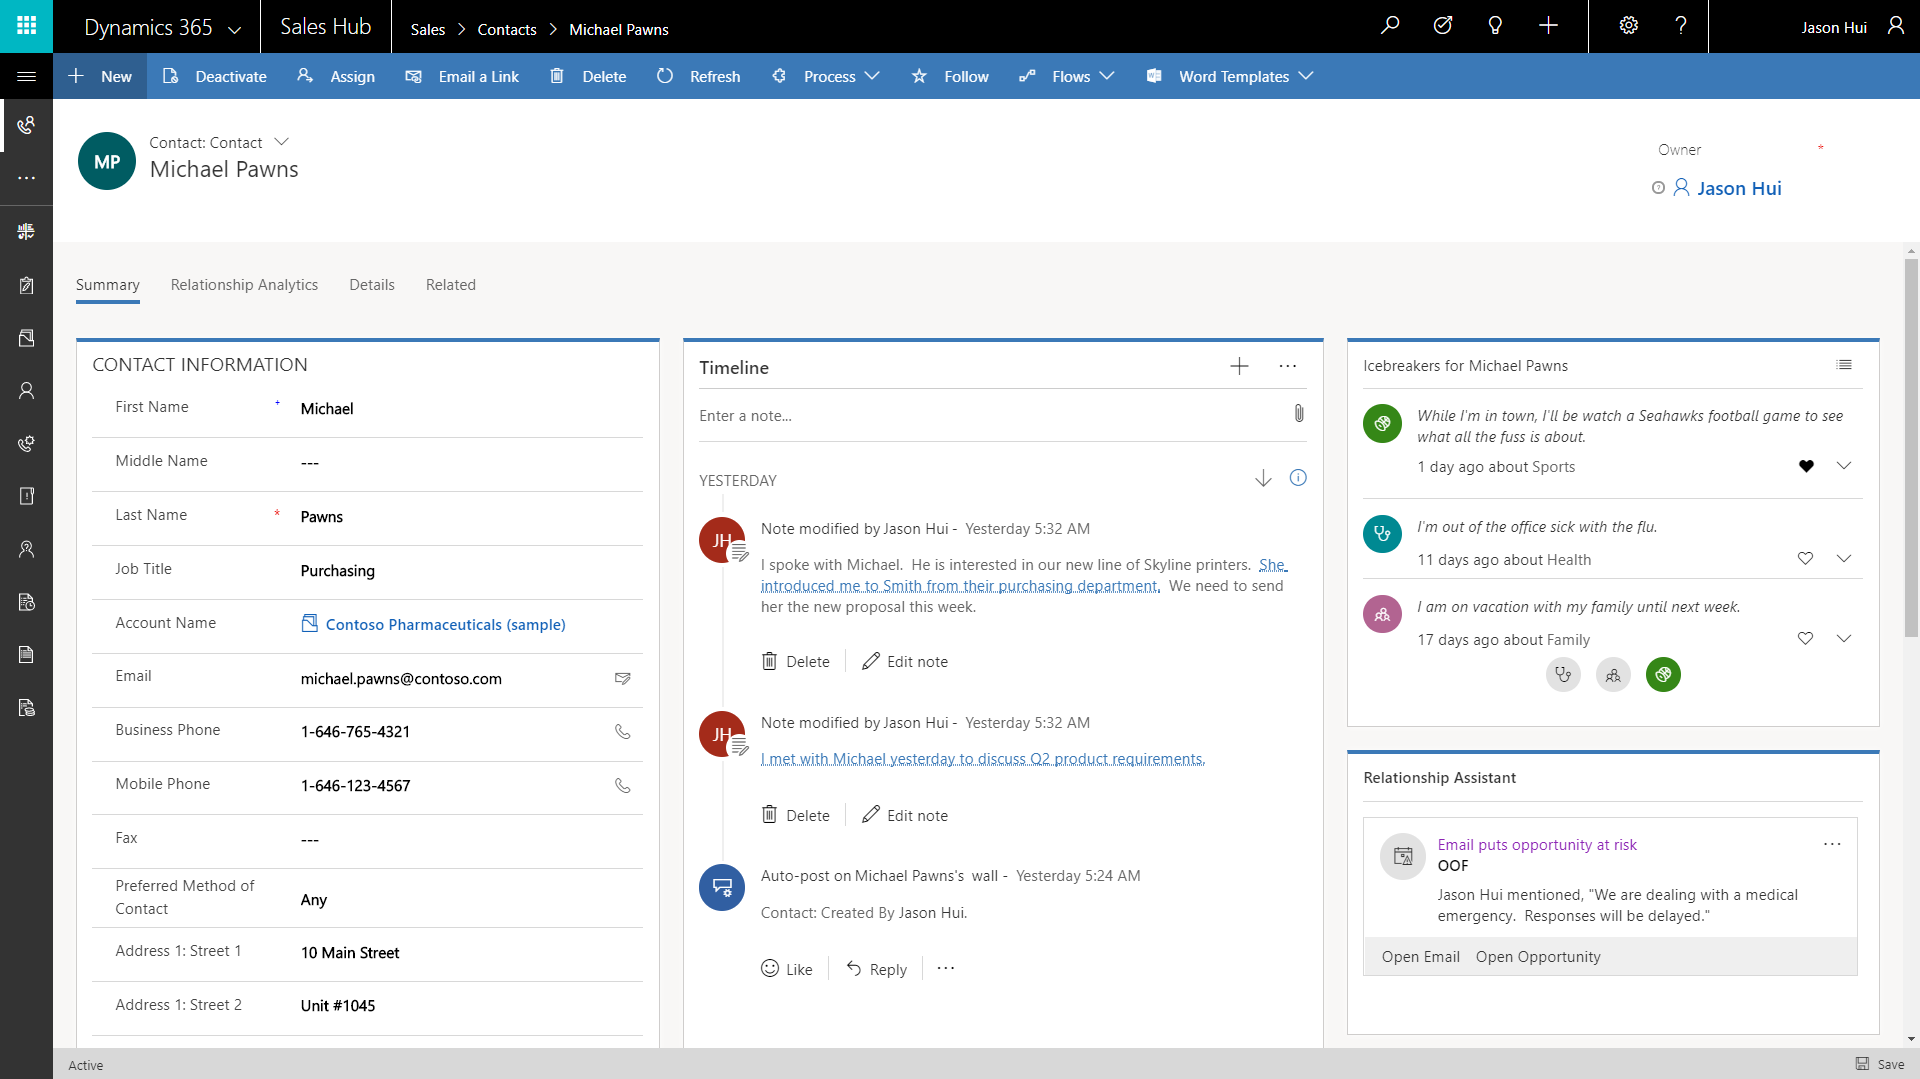 Dynamics 365
Sales Hub
Sales > Contacts > Michael Pawns
Jason Hui
New
Deactivate
Assign
Email a Link
Delete
Refresh
Process
Follow
Flows
Word Templates
MP
Contact: Contact
Michael Pawns
Owner *
Jason Hui
Summary
Relationship Analytics
Details
Related
CONTACT INFORMATION
First Name + Michael
Middle Name ---
Last Name * Pawns
Job Title Purchasing
Account Name Contoso Pharmaceuticals (sample)
Email michael.pawns@contoso.com
Business Phone 1-646-765-4321
Mobile Phone 1-646-123-4567
Fax ---
Preferred Method of
Contact
Any
Address 1: Street 1 10 Main Street
Address 1: Street 2 Unit #1045
Timeline
Enter a note...
YESTERDAY
JH
Note modified by Jason Hui - Yesterday 5:32 AM
I spoke with Michael. He is interested in our new line of Skyline printers. She
introduced me to Smith from their purchasing department. We need to send
her the new proposal this week.
Delete
Edit note
JH
Note modified by Jason Hui - Yesterday 5:32 AM
I met with Michael yesterday to discuss Q2 product requirements.
Delete
Edit note
Auto-post on Michael Pawns's wall - Yesterday 5:24 AM
Contact: Created By Jason Hui.
Like
Reply
...
Icebreakers for Michael Pawns
While I'm in town, I'll be watch a Seahawks football game to see
what all the fuss is about.
1 day ago about Sports
I'm out of the office sick with the flu.
11 days ago about Health
I am on vacation with my family until next week.
17 days ago about Family
Relationship Assistant
Email puts opportunity at risk
OOF
Jason Hui mentioned, "We are dealing with a medical
emergency. Responses will be delayed."
Open Email
Open Opportunity
Active
Save